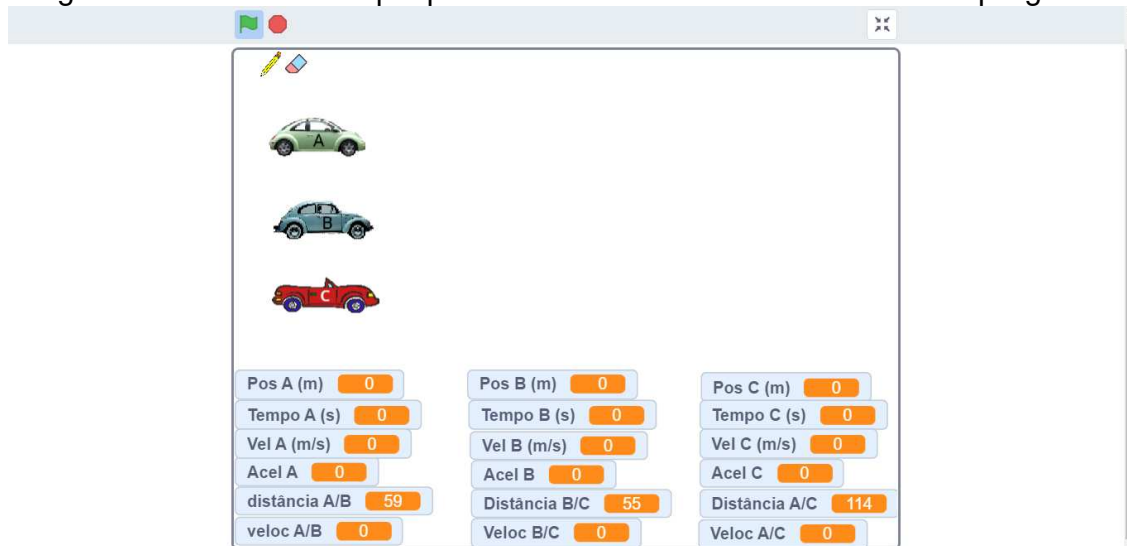 A
B
C
Pos A (m) 0
Pos B (m) 0
Pos C (m) 0
Tempo A (s) 0
Tempo B (s) 0
Tempo C (s) 0
Vel A (m/s) 0
Vel B (m/s) 0
Vel C (m/s) 0
Acel A 0
Acel B 0
Acel C 0
distância A/B 59
Distância B/C 55
Distância A/C 114
veloc A/B 0
Veloc B/C 0
Veloc A/C 0